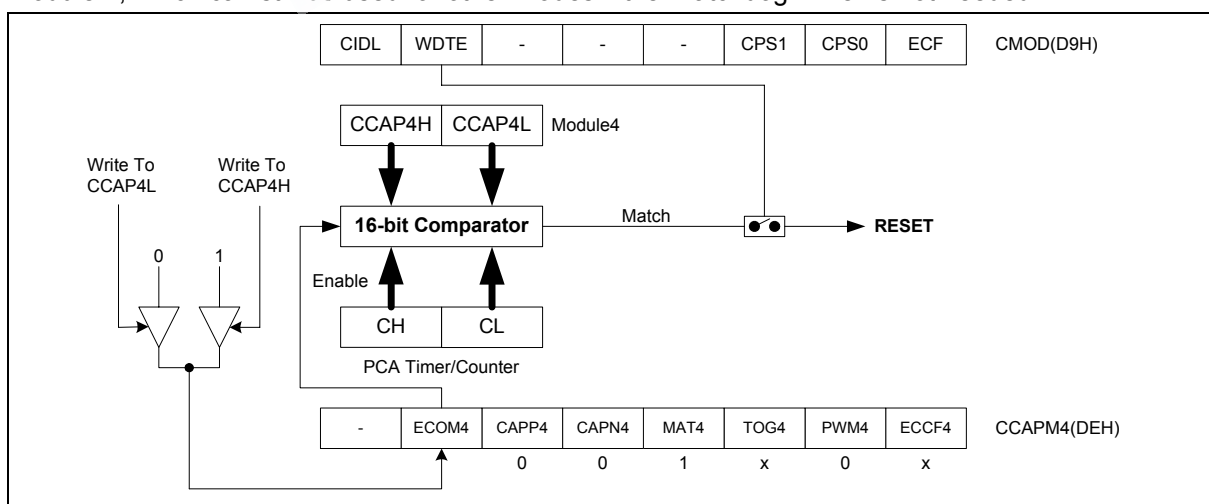 CIDL WDTE - - - CPS1 CPS0 ECF CMOD(D9H)
CCAP4H CCAP4L Module4
Write To CCAP4L
Write To CCAP4H
16-bit Comparator
Match
RESET
0 1
Enable
CH CL
PCA Timer/Counter
- ECOM4 CAPP4 CAPN4 MAT4 TOG4 PWM4 ECCF4 CCAPM4(DEH)
0 0 1 x 0 x